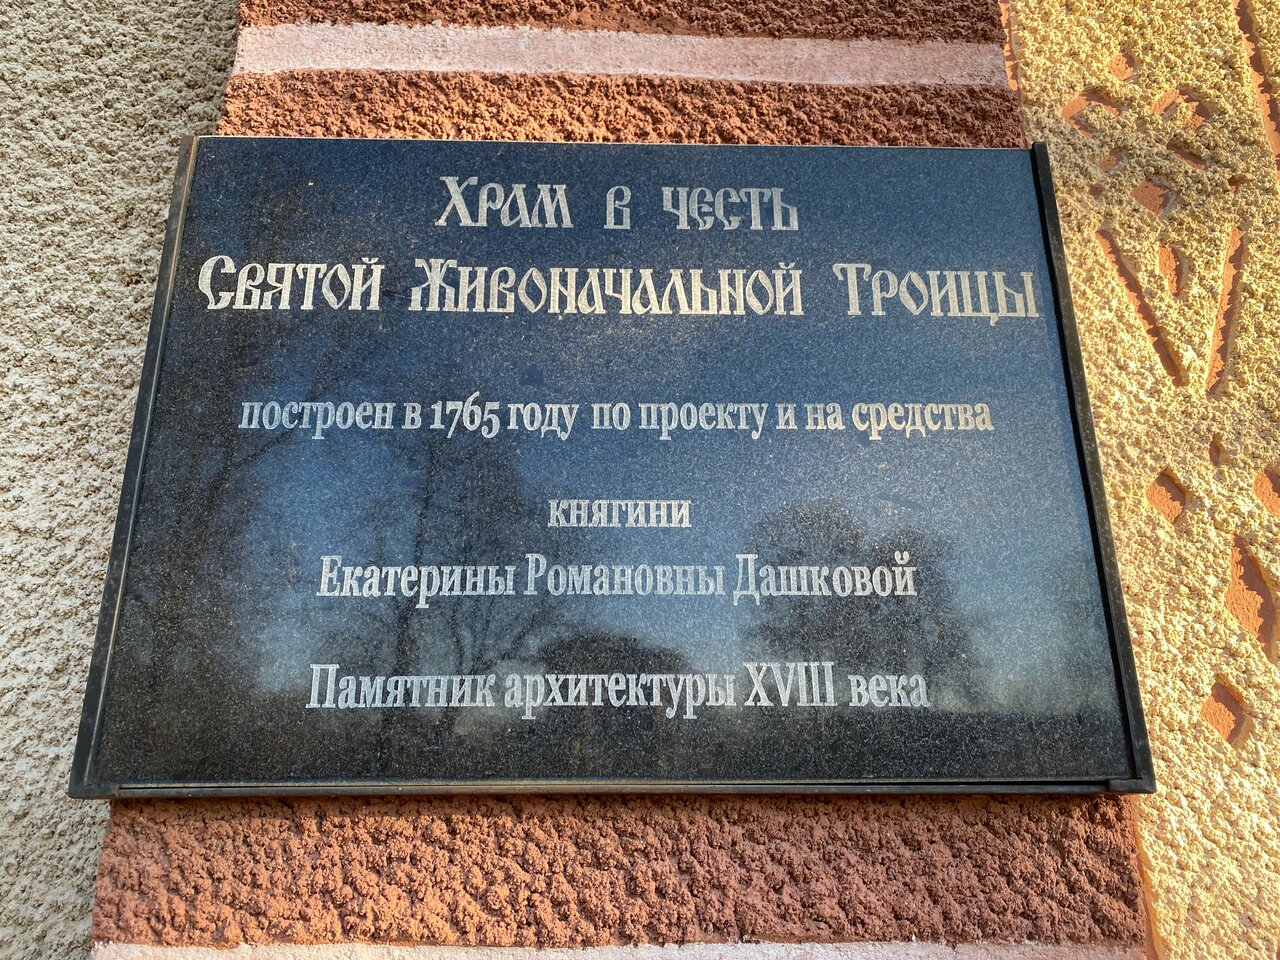 Храм в честь
Святой Живоначальной Троицы
построен в 1765 году по проекту и на средства
княгини
Екатерины Романовны Дашковой
Памятник архитектуры XVIII века